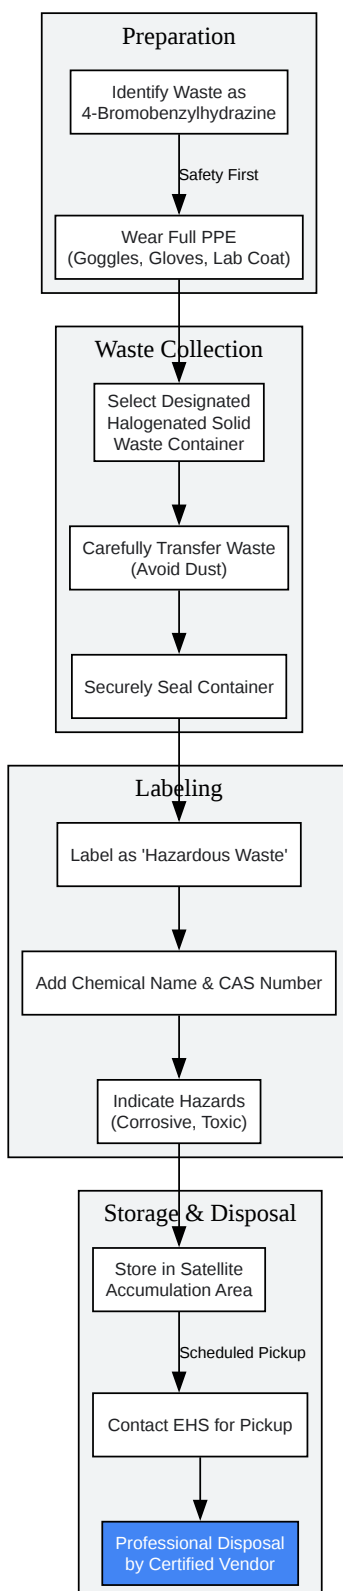 Preparation
Identify Waste as
4-Bromobenzylhydrazine
Safety First
Wear Full PPE
(Goggles, Gloves, Lab Coat)
Waste Collection
Select Designated
Halogenated Solid
Waste Container
Carefully Transfer Waste
(Avoid Dust)
Securely Seal Container
Labeling
Label as 'Hazardous Waste'
Add Chemical Name & CAS Number
Indicate Hazards
(Corrosive, Toxic)
Storage & Disposal
Store in Satellite
Accumulation Area
Scheduled Pickup
Contact EHS for Pickup
Professional Disposal
by Certified Vendor